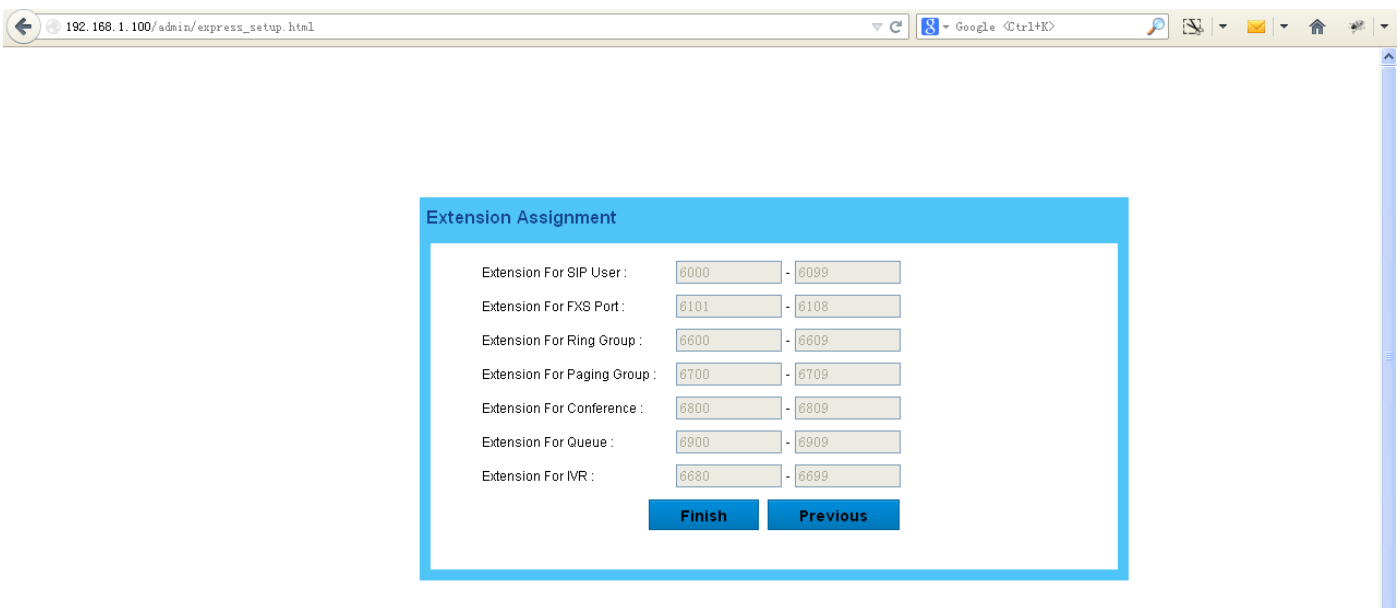 192.168.1.100/admin/express_setup.html
8 Google <Ctrl+K>
Extension Assignment
Extension For SIP User : 6000 - 6099
Extension For FXS Port : 6101 - 6108
Extension For Ring Group : 6600 - 6609
Extension For Paging Group : 6700 - 6709
Extension For Conference : 6800 - 6809
Extension For Queue : 6900 - 6909
Extension For IVR : 6680 - 6699
Finish Previous